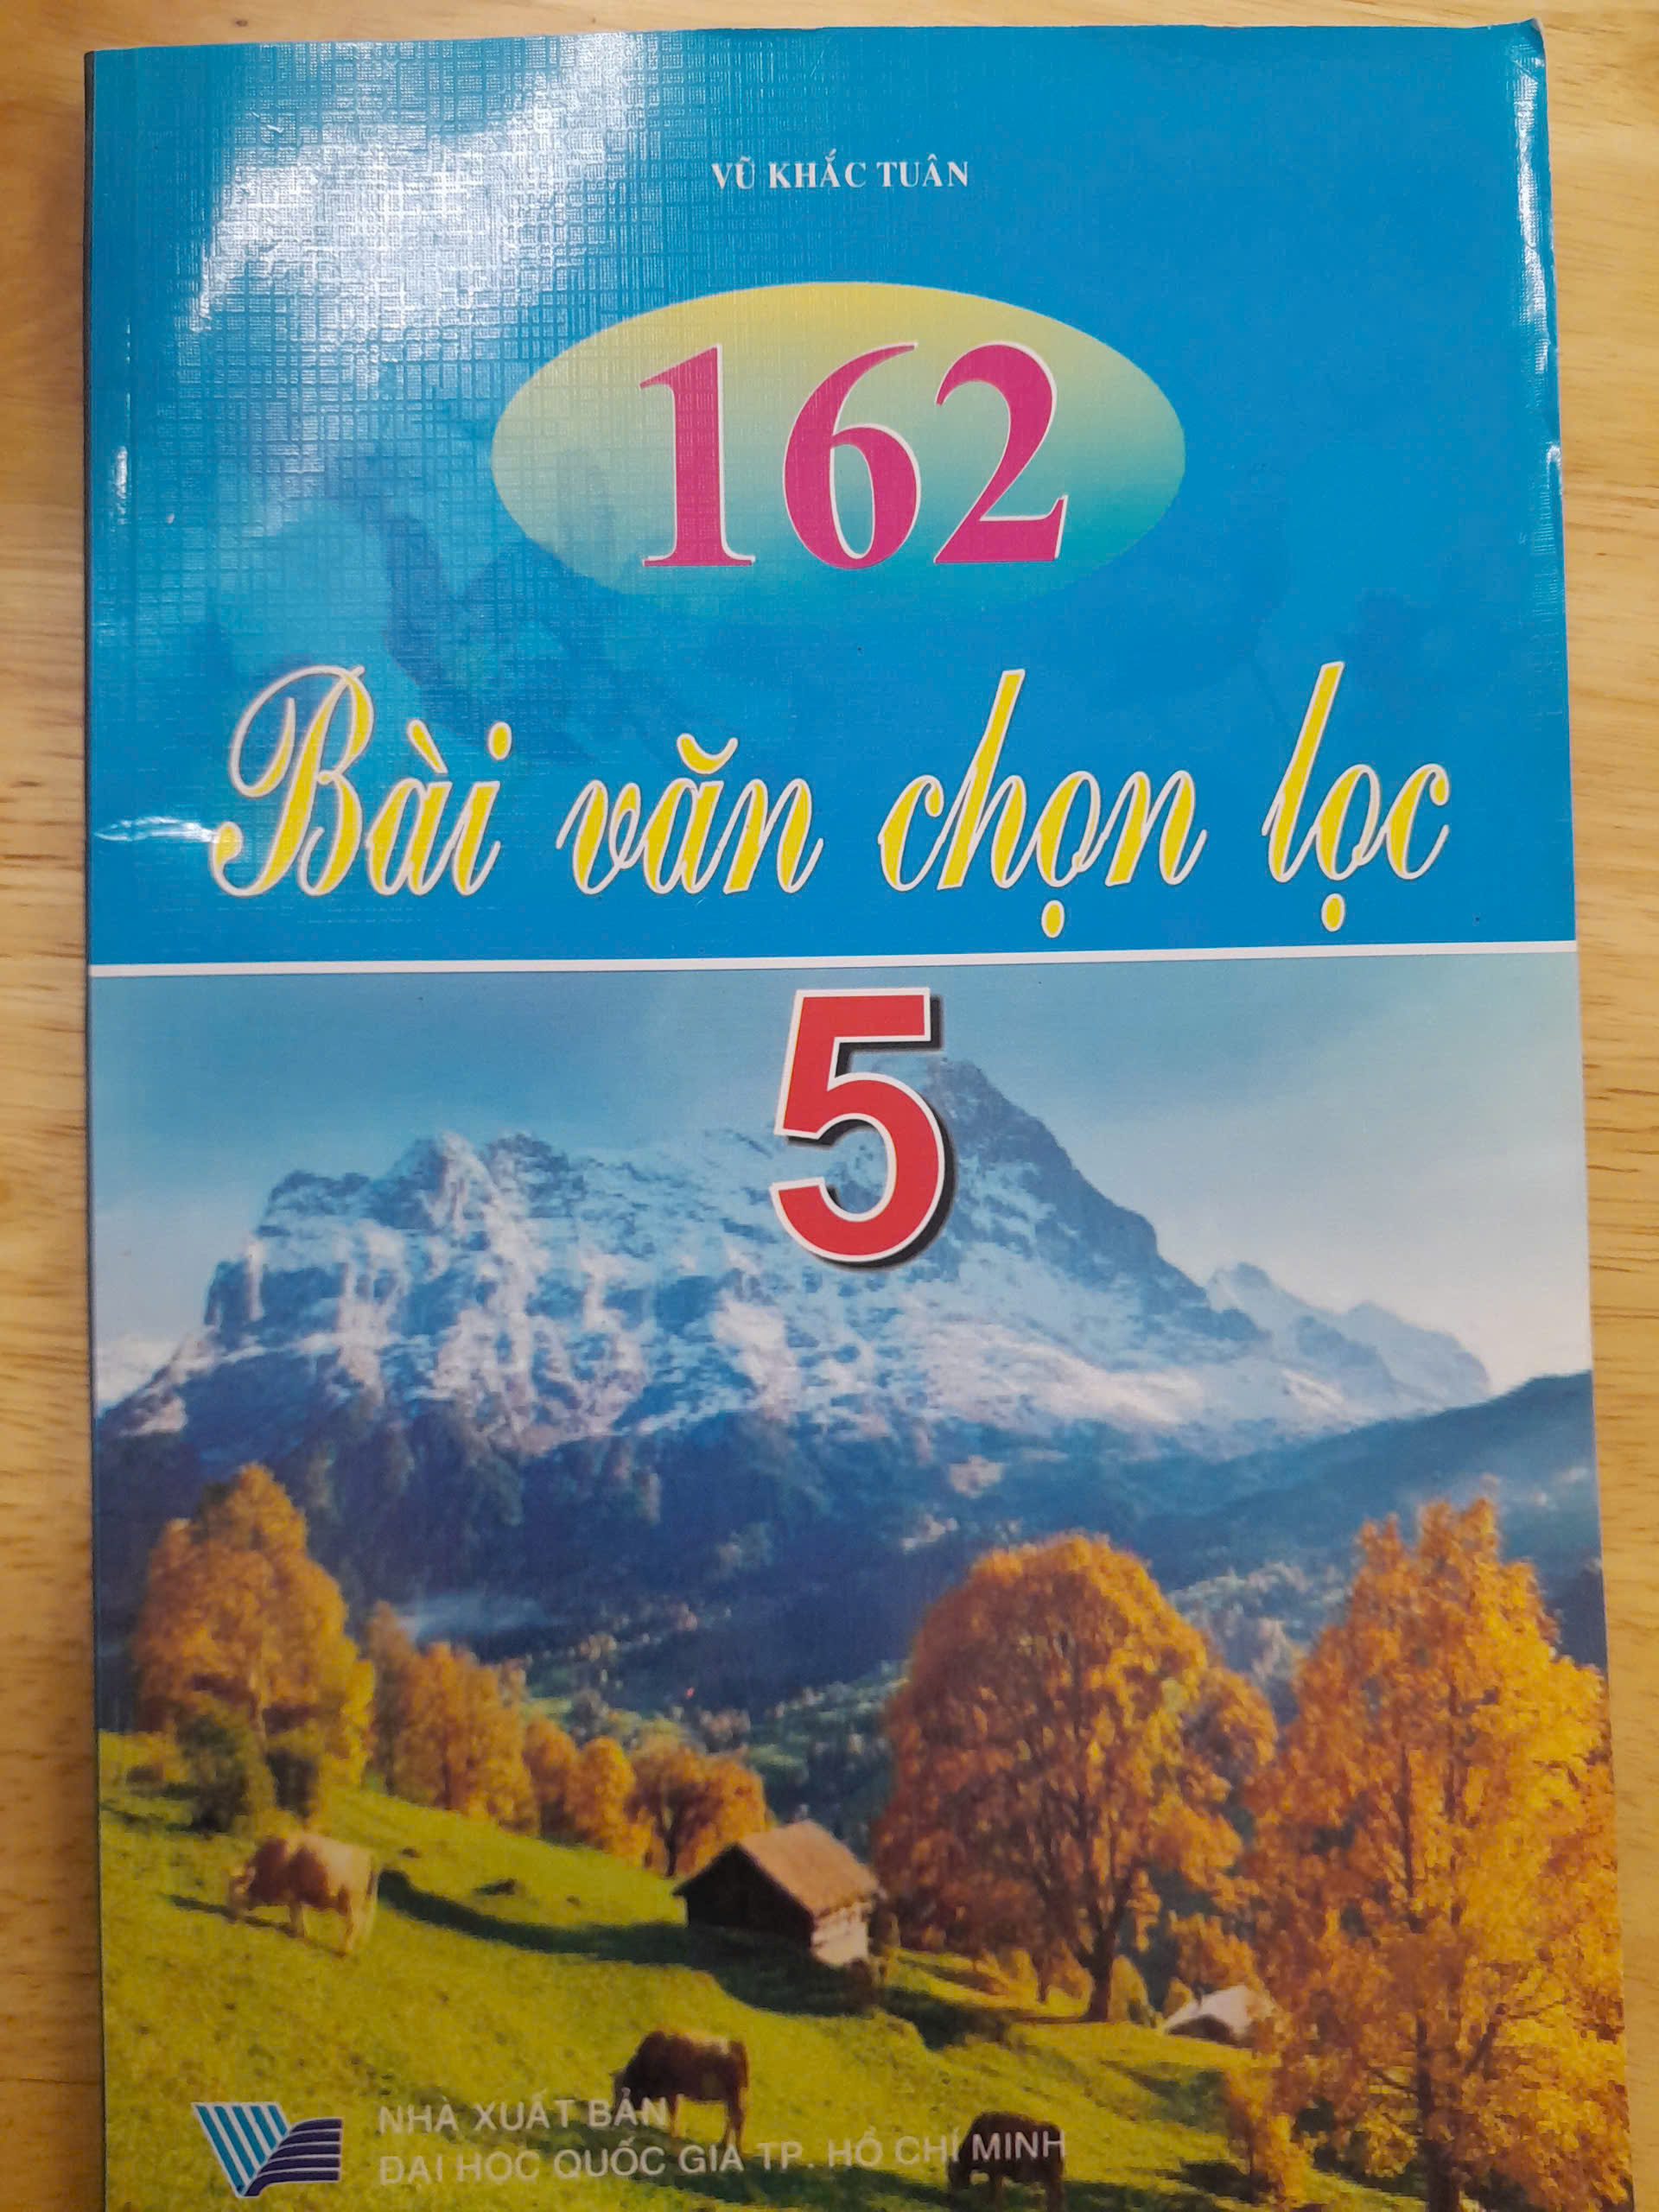 VŨ KHẮC TUÂN
162
Bài văn chọn lọc
5
NHÀ XUẤT BẢN
ĐẠI HỌC QUỐC GIA TP. HỒ CHÍ MINH